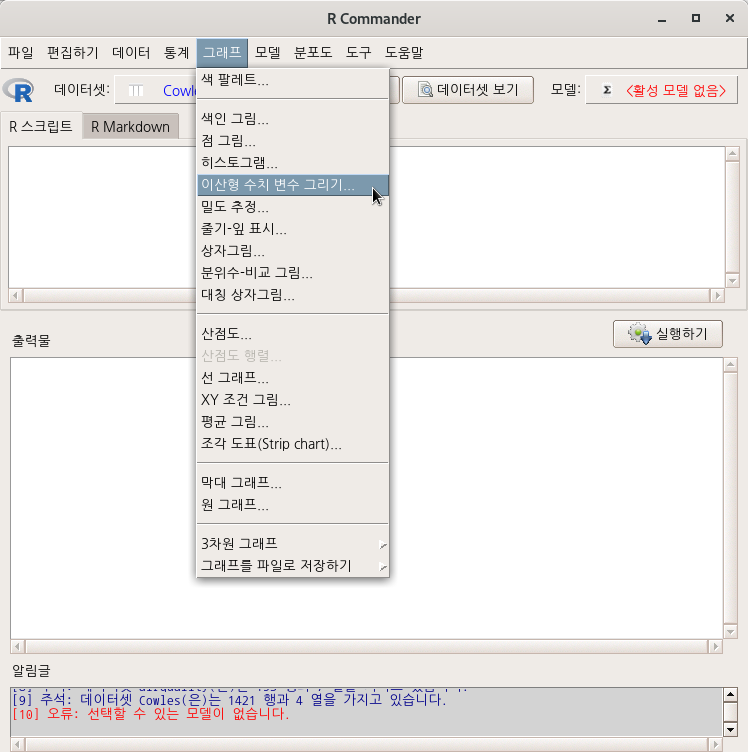 R Commander
파일 편집하기 데이터 통계 그래프 모델 분포도 도구 도움말
데이터셋: Cowl 데이터셋 보기 모델: Σ <활성 모델 없음>
R 스크립트 R Markdown
색 팔레트...
색인 그림...
점 그림...
히스토그램...
이산형 수치 변수 그리기...
밀도 추정...
줄기-잎 표시...
상자그림...
분위수-비교 그림...
대칭 상자그림...
산점도...
산점도 행렬...
선 그래프...
XY 조건 그림...
평균 그림...
조각 도표(Strip chart)...
막대 그래프...
원 그래프...
3차원 그래프
그래프를 파일로 저장하기
출력물
실행하기
알림글
[9] 주석: 데이터셋 Cowles(은)는 1421 행과 4 열을 가지고 있습니다.
[10] 오류: 선택할 수 있는 모델이 없습니다.